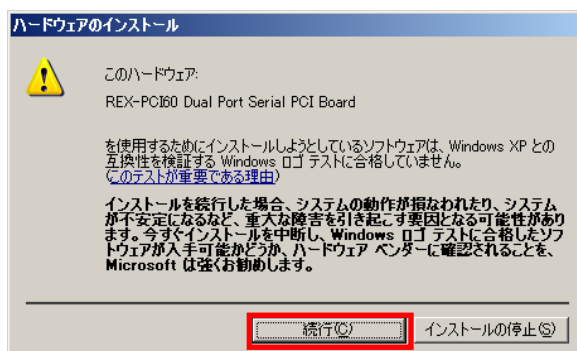 ハードウェアのインストール
このハードウェア:
REX-PCI60 Dual Port Serial PCI Board
を使用するためにインストールしようとしているソフトウェアは、Windows XP との
互換性を検証する Windows ロゴ テストに合格していません。
(このテストが重要である理由)
インストールを続行した場合、システムの動作が損なわれたり、システム
が不安定になるなど、重大な障害を引き起こす要因となる可能性があり
ます。今すぐインストールを中断し、Windows ロゴ テストに合格したソフ
トウェアが入手可能かどうか、ハードウェア ベンダーに確認されることを、
Microsoft は強くお勧めします。
続行(C)
インストールの停止(S)